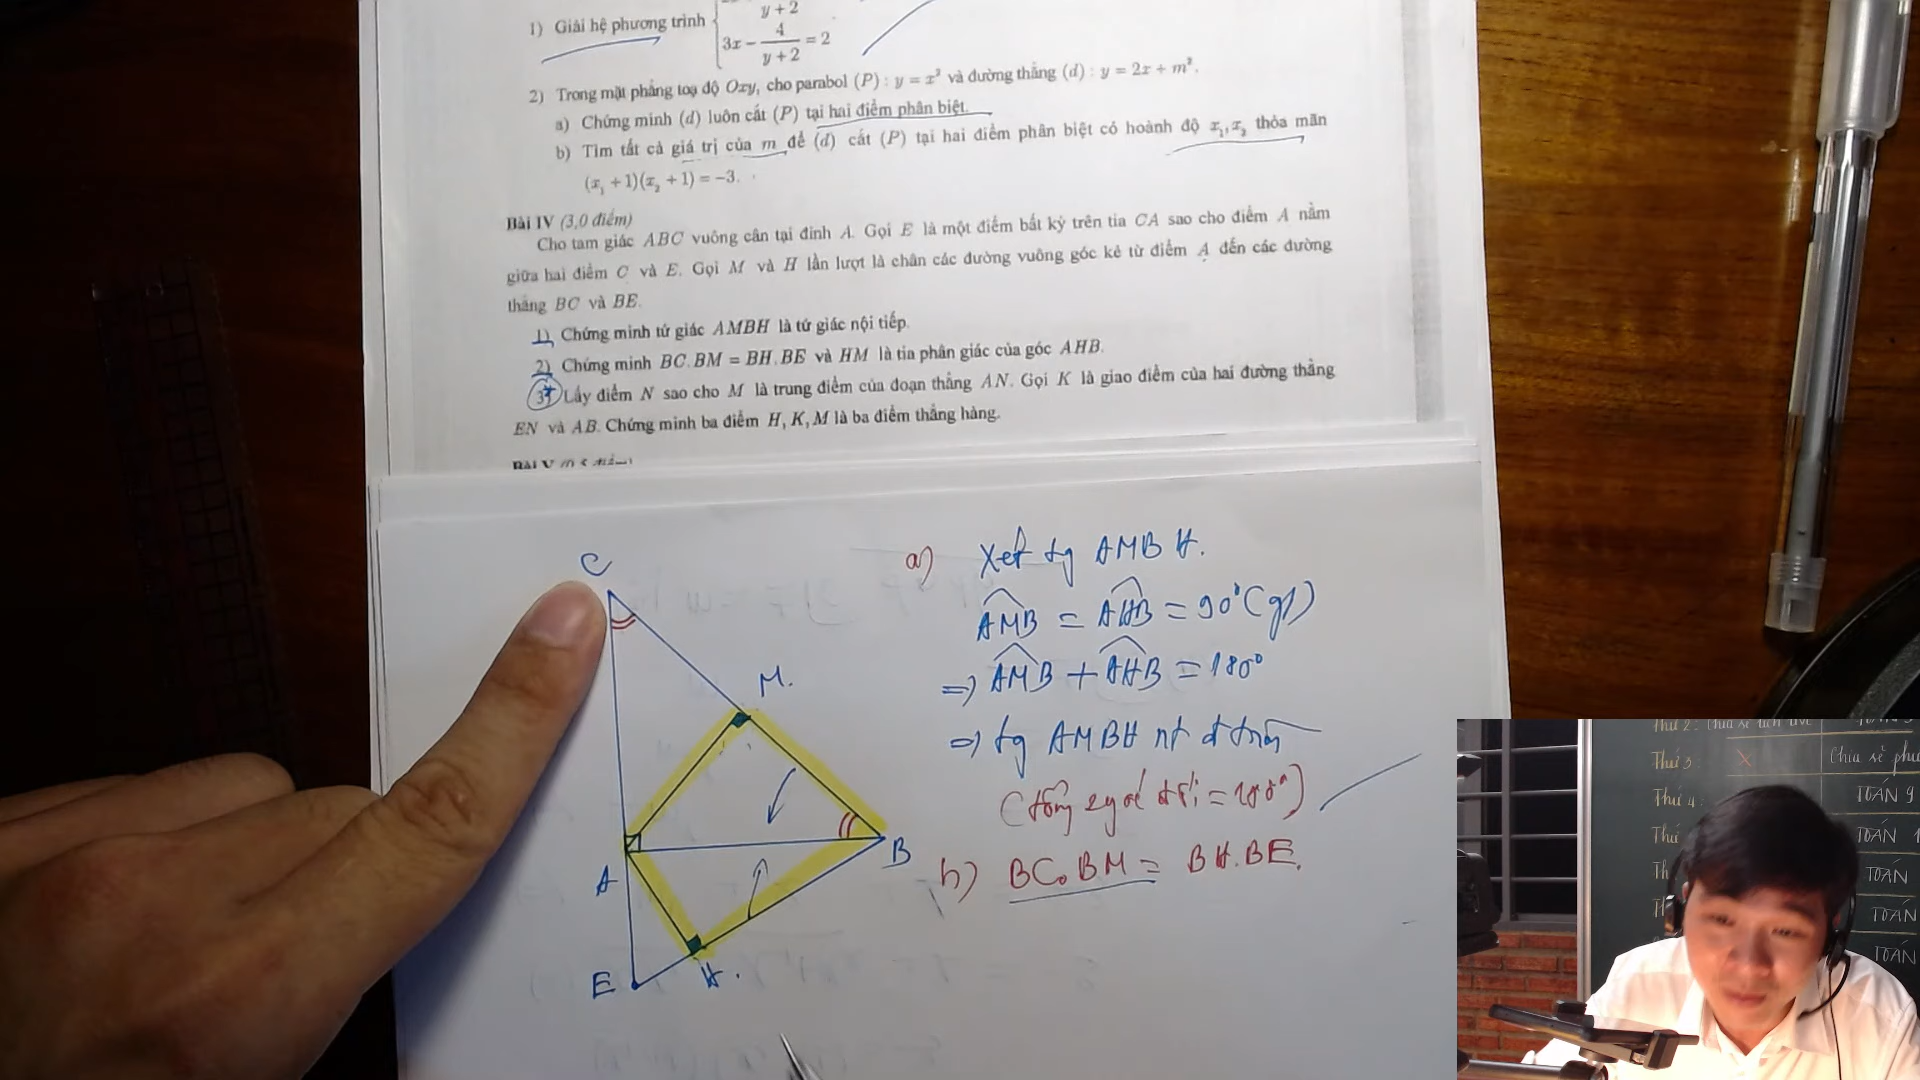 1) Giải hệ phương trình
y + 2
3x - 4/(y + 2) = 2
2) Trong mặt phẳng toạ độ Oxy, cho parabol (P) : y = x² và đường thẳng (d) : y = 2x + m².
a) Chứng minh (d) luôn cắt (P) tại hai điểm phân biệt.
b) Tìm tất cả giá trị của m để (d) cắt (P) tại hai điểm phân biệt có hoành độ x₁, x₂ thỏa mãn
(x₁ + 1)(x₂ + 1) = -3.
Bài IV (3,0 điểm)
Cho tam giác ABC vuông cân tại đỉnh A. Gọi E là một điểm bất kỳ trên tia CA sao cho điểm A nằm
giữa hai điểm C và E. Gọi M và H lần lượt là chân các đường vuông góc kẻ từ điểm A đến các đường
thẳng BC và BE.
1) Chứng minh tứ giác AMBH là tứ giác nội tiếp.
2) Chứng minh BC.BM = BH.BE và HM là tia phân giác của góc AHB.
3) Lấy điểm N sao cho M là trung điểm của đoạn thẳng AN. Gọi K là giao điểm của hai đường thẳng
EN và AB. Chứng minh ba điểm H, K, M là ba điểm thẳng hàng.
Bài V
C
M.
A
B
E
H.
a) Xét tg AMBH.
AMB = AHB = 90° (gt)
=> AMB + AHB = 180°
=> tg AMBH nt đ tròn
(tổng 2 góc đối = 180°)
b) BC.BM = BH.BE.
Thứ 3: X Chia sẻ
Thứ 4: TOÁN 9
Thứ TOÁN 1
Th TOÁN
TOÁN
TOÁN